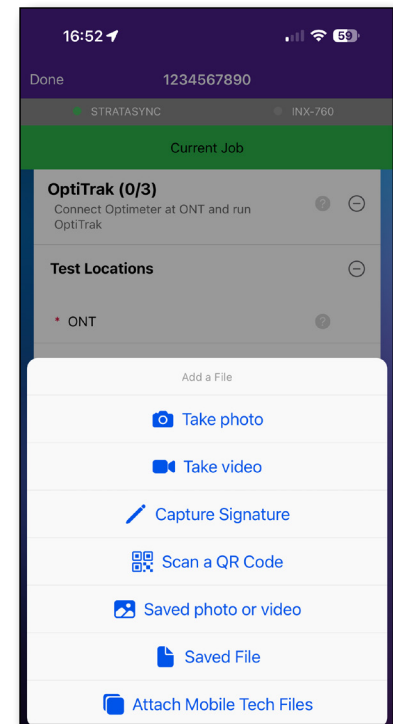 16:52
59
Done
1234567890
STRATASYNC
INX-760
Current Job
OptiTrak (0/3)
Connect Optimeter at ONT and run
OptiTrak
?
Test Locations
* ONT
?
Add a File
Take photo
Take video
Capture Signature
Scan a QR Code
Saved photo or video
Saved File
Attach Mobile Tech Files